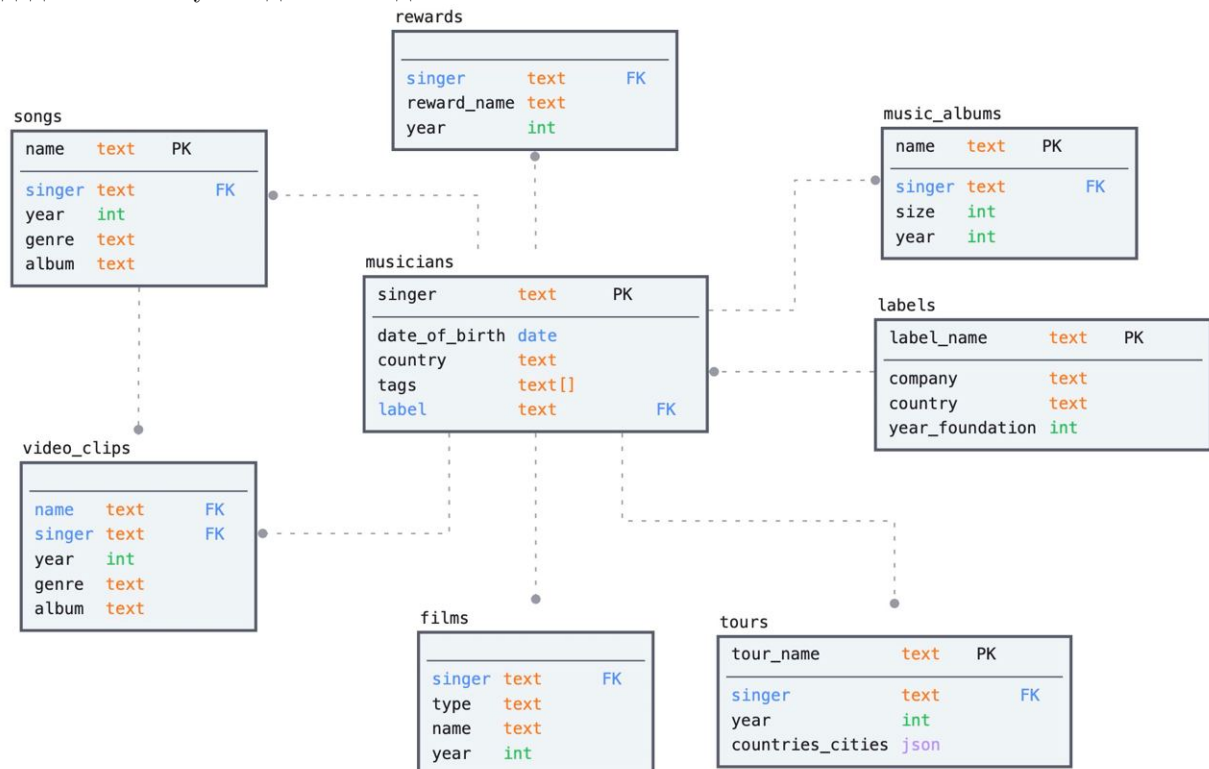 rewards
singer text FK
reward_name text
year int
songs
name text PK
singer text FK
year int
genre text
album text
music_albums
name text PK
singer text FK
size int
year int
musicians
singer text PK
date_of_birth date
country text
tags text[]
label text FK
labels
label_name text PK
company text
country text
year_foundation int
video_clips
name text FK
singer text FK
year int
genre text
album text
films
singer text FK
type text
name text
year int
tours
tour_name text PK
singer text FK
year int
countries_cities json